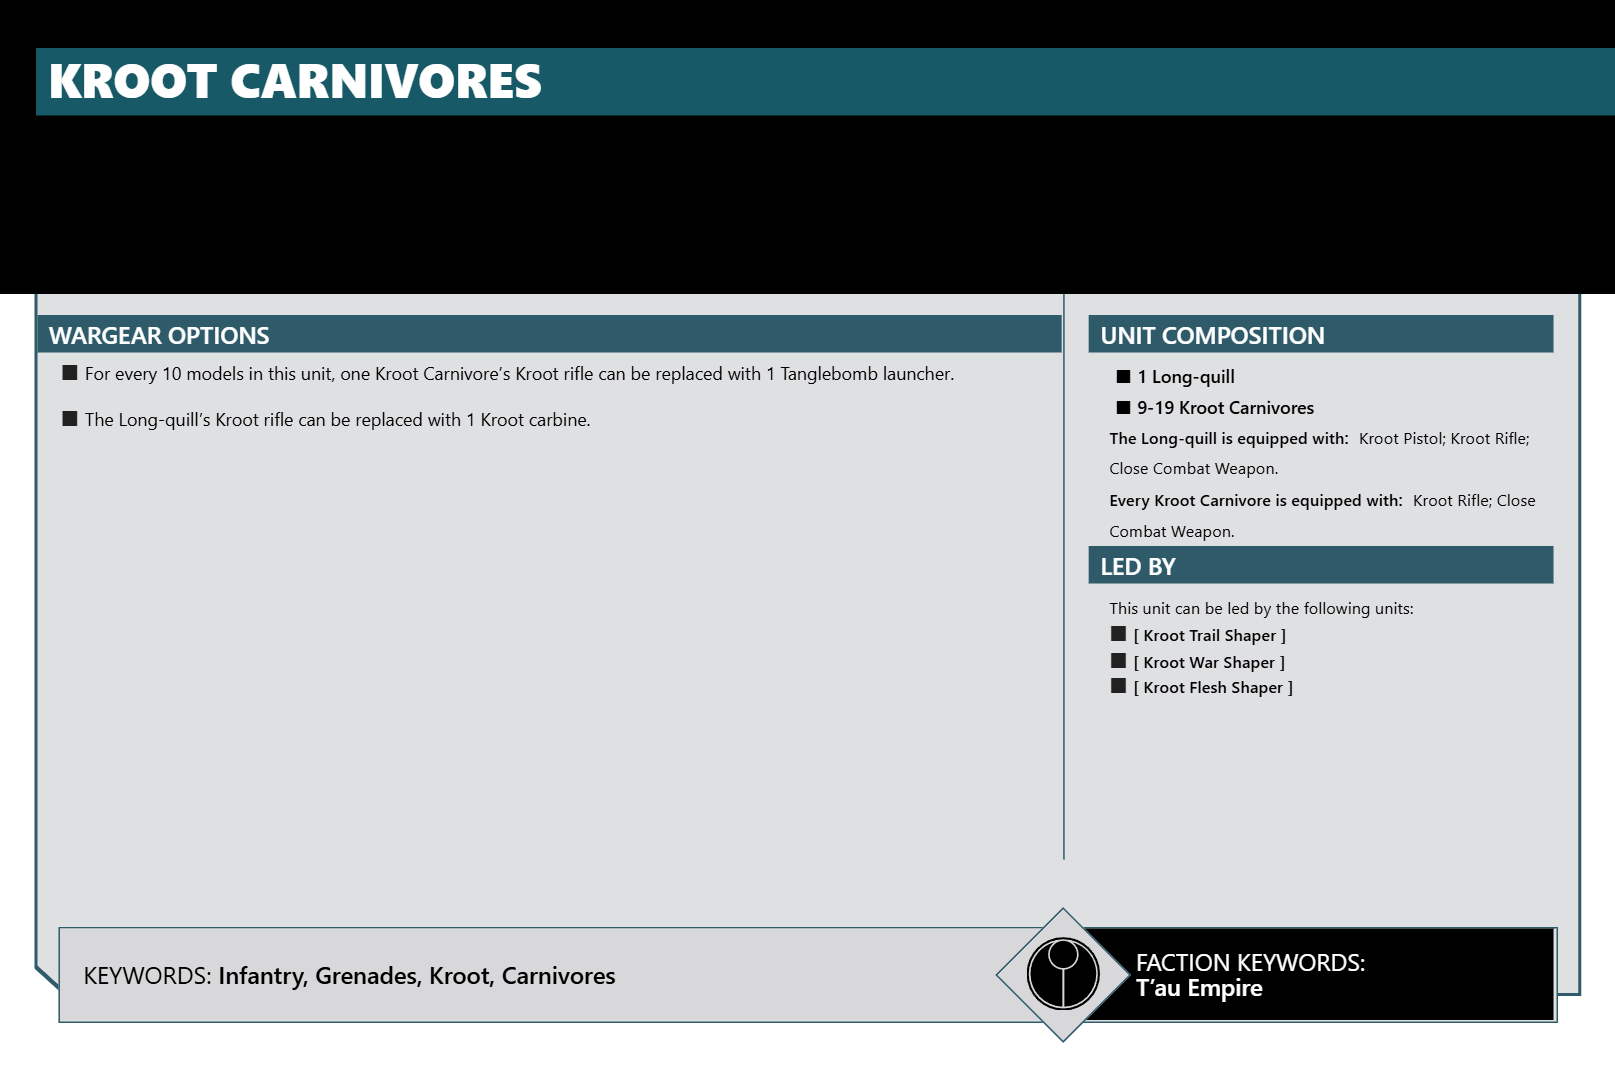 KROOT CARNIVORES
WARGEAR OPTIONS
■ For every 10 models in this unit, one Kroot Carnivore’s Kroot rifle can be replaced with 1 Tanglebomb launcher.
■ The Long-quill’s Kroot rifle can be replaced with 1 Kroot carbine.
UNIT COMPOSITION
■ 1 Long-quill
■ 9-19 Kroot Carnivores
The Long-quill is equipped with: Kroot Pistol; Kroot Rifle;
Close Combat Weapon.
Every Kroot Carnivore is equipped with: Kroot Rifle; Close
Combat Weapon.
LED BY
This unit can be led by the following units:
■ [ Kroot Trail Shaper ]
■ [ Kroot War Shaper ]
■ [ Kroot Flesh Shaper ]
KEYWORDS: Infantry, Grenades, Kroot, Carnivores
FACTION KEYWORDS:
T’au Empire